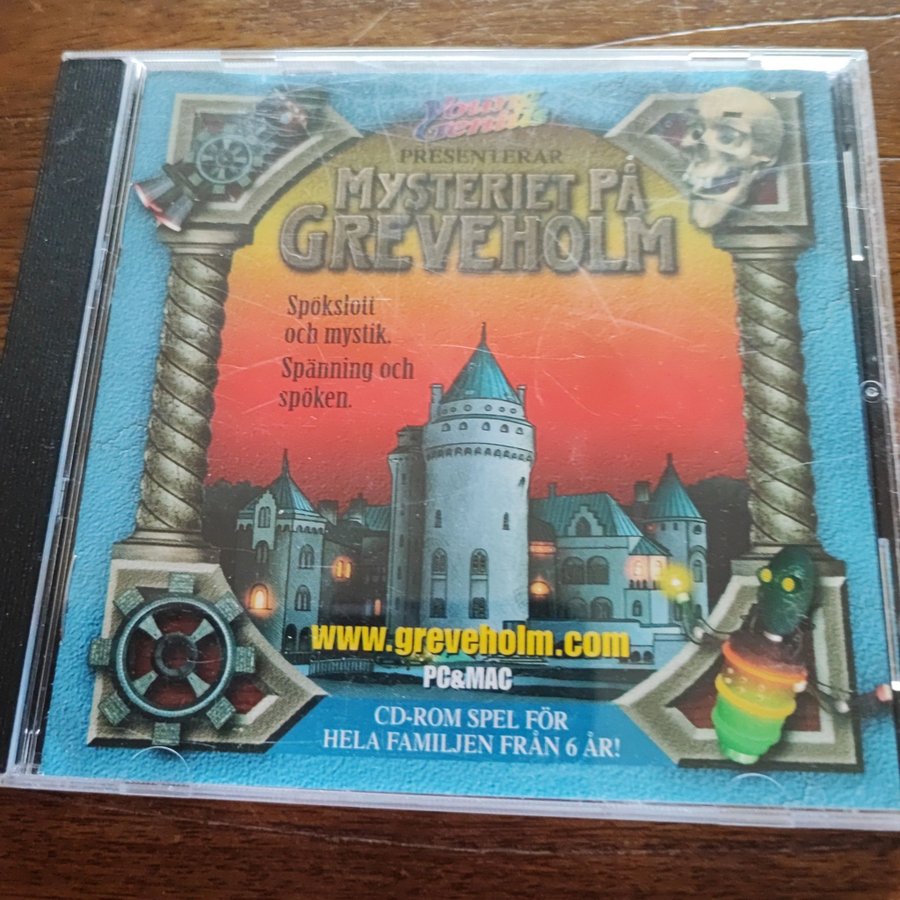 Young
Genius
PRESENTERAR
MYSTERIET PÅ
GREVEHOLM
Spökslott
och mystik.
Spänning och
spöken.
www.greveholm.com
PC&MAC
CD-ROM SPEL FÖR
HELA FAMILJEN FRÅN 6 ÅR!